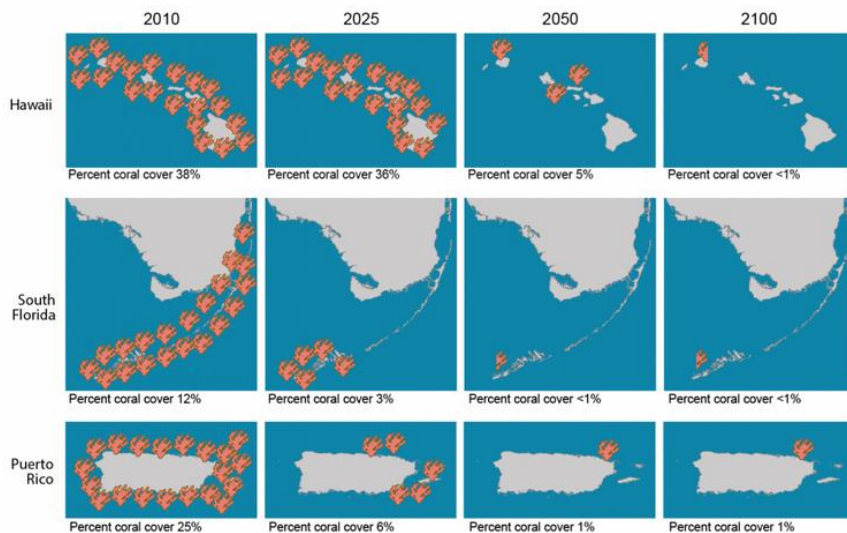 2010 2025 2050 2100
Hawaii
Percent coral cover 38% Percent coral cover 36% Percent coral cover 5% Percent coral cover <1%
South
Florida
Percent coral cover 12% Percent coral cover 3% Percent coral cover <1% Percent coral cover <1%
Puerto
Rico
Percent coral cover 25% Percent coral cover 6% Percent coral cover 1% Percent coral cover 1%